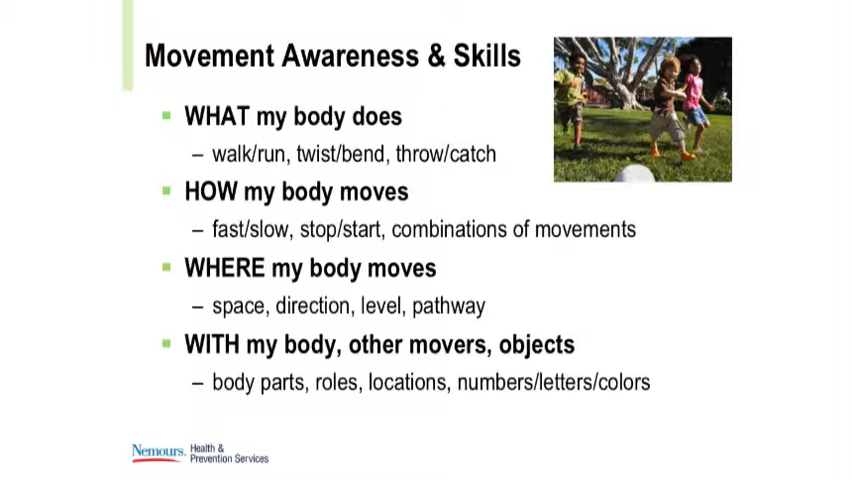 Movement Awareness & Skills
WHAT my body does
– walk/run, twist/bend, throw/catch
HOW my body moves
– fast/slow, stop/start, combinations of movements
WHERE my body moves
– space, direction, level, pathway
WITH my body, other movers, objects
– body parts, roles, locations, numbers/letters/colors
Nemours. Health &
Prevention Services